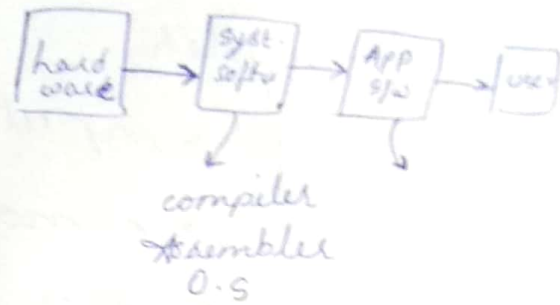 hard
ware
syst.
softw
App
S/w
user
compiler
Assembler
O.S